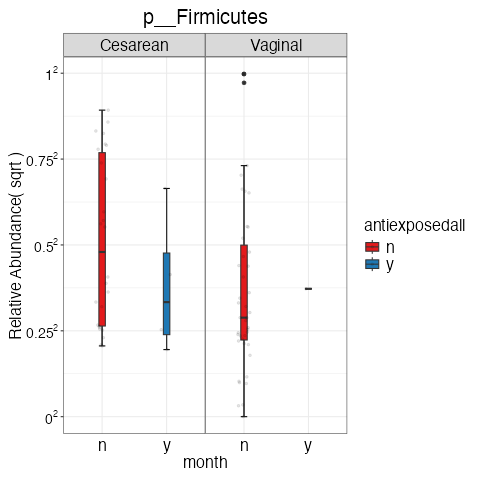 p__Firmicutes
Cesarean
Vaginal
1²
0.75²
0.5²
0.25²
0²
Relative Abundance( sqrt )
n
y
n
y
month
antiexposedall
n
y